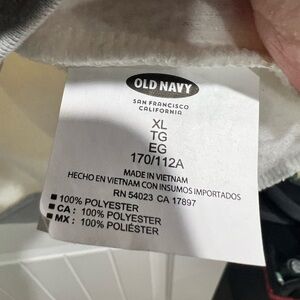 OLD NAVY
SAN FRANCISCO
CALIFORNIA
XL
TG
EG
170/112A
MADE IN VIETNAM
HECHO EN VIETNAM CON INSUMOS IMPORTADOS
RN 54023 CA 17897
100% POLYESTER
CA : 100% POLYESTER
MX : 100% POLIÉSTER